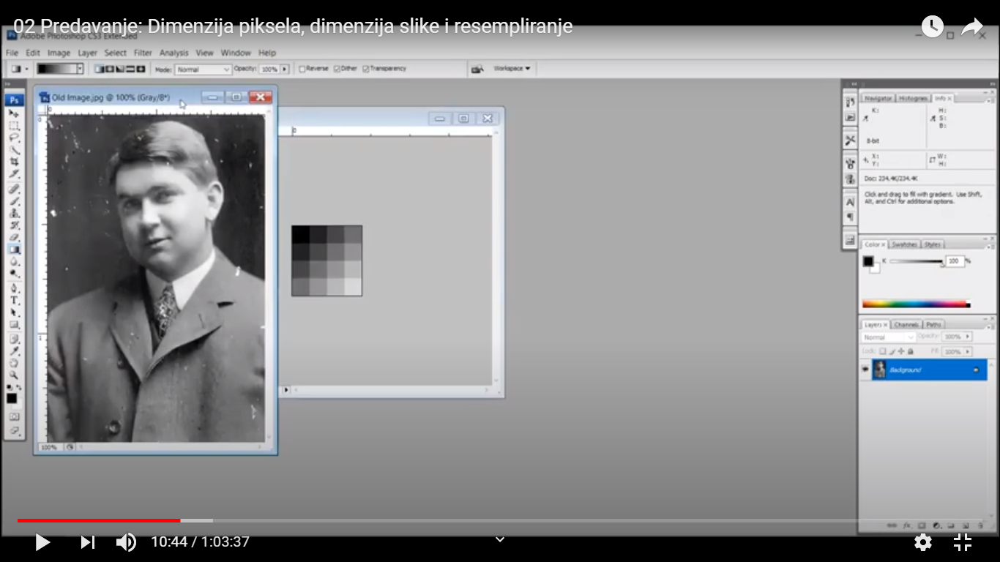 02 Predavanje: Dimenzija piksela, dimenzija slike i resempliranje
Ps Adobe Photoshop CS3 Extended
File Edit Image Layer Select Filter Analysis View Window Help
Mode: Normal Opacity: 100% Reverse Dither Transparency Workspace
Ps
Old Image.jpg @ 100% (Gray/8*)
0
0
0
1
100%
Navigator Histogram Info x
K: H:
S:
B:
8-bit
X: W:
Y: H:
Doc: 234.4K/234.4K
Click and drag to fill with gradient. Use Shift,
Alt, and Ctrl for additional options.
Color x Swatches Styles
K 100 %
Layers x Channels Paths
Normal Opacity: 100%
Lock: Fill: 100%
Background
T
A
10:44 / 1:03:37